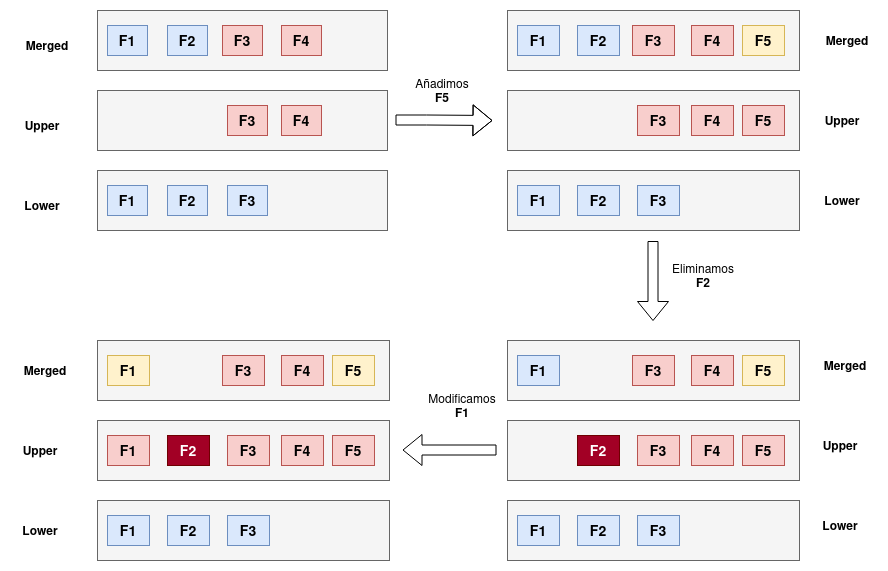 Merged F1 F2 F3 F4
Upper F3 F4
Lower F1 F2 F3
Añadimos
F5
F1 F2 F3 F4 F5 Merged
F3 F4 F5 Upper
F1 F2 F3 Lower
Eliminamos
F2
F1 F3 F4 F5 Merged
F2 F3 F4 F5 Upper
F1 F2 F3 Lower
Modificamos
F1
Merged F1 F3 F4 F5
Upper F1 F2 F3 F4 F5
Lower F1 F2 F3